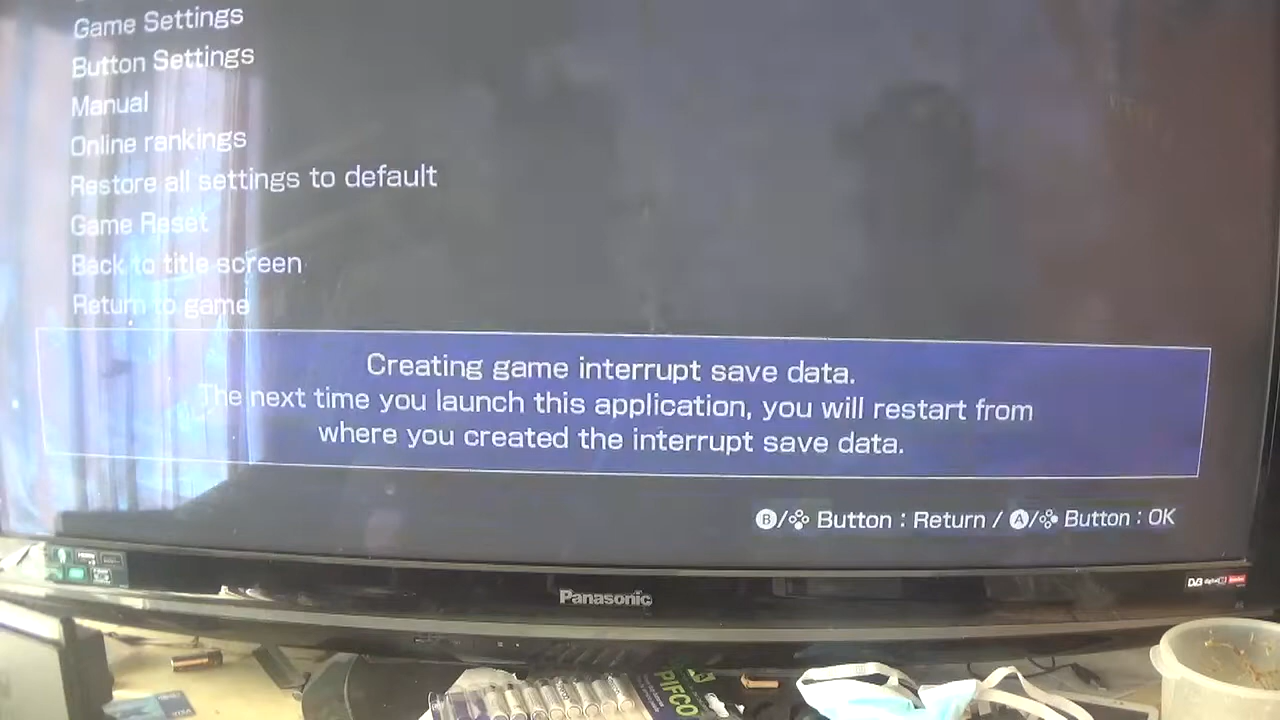 Game Settings
Button Settings
Manual
Online rankings
Restore all settings to default
Game Reset
Back to title screen
Return to game
Creating game interrupt save data.
The next time you launch this application, you will restart from
where you created the interrupt save data.
B/ Button : Return / A/ Button : OK
Panasonic
DVB
PIFCO